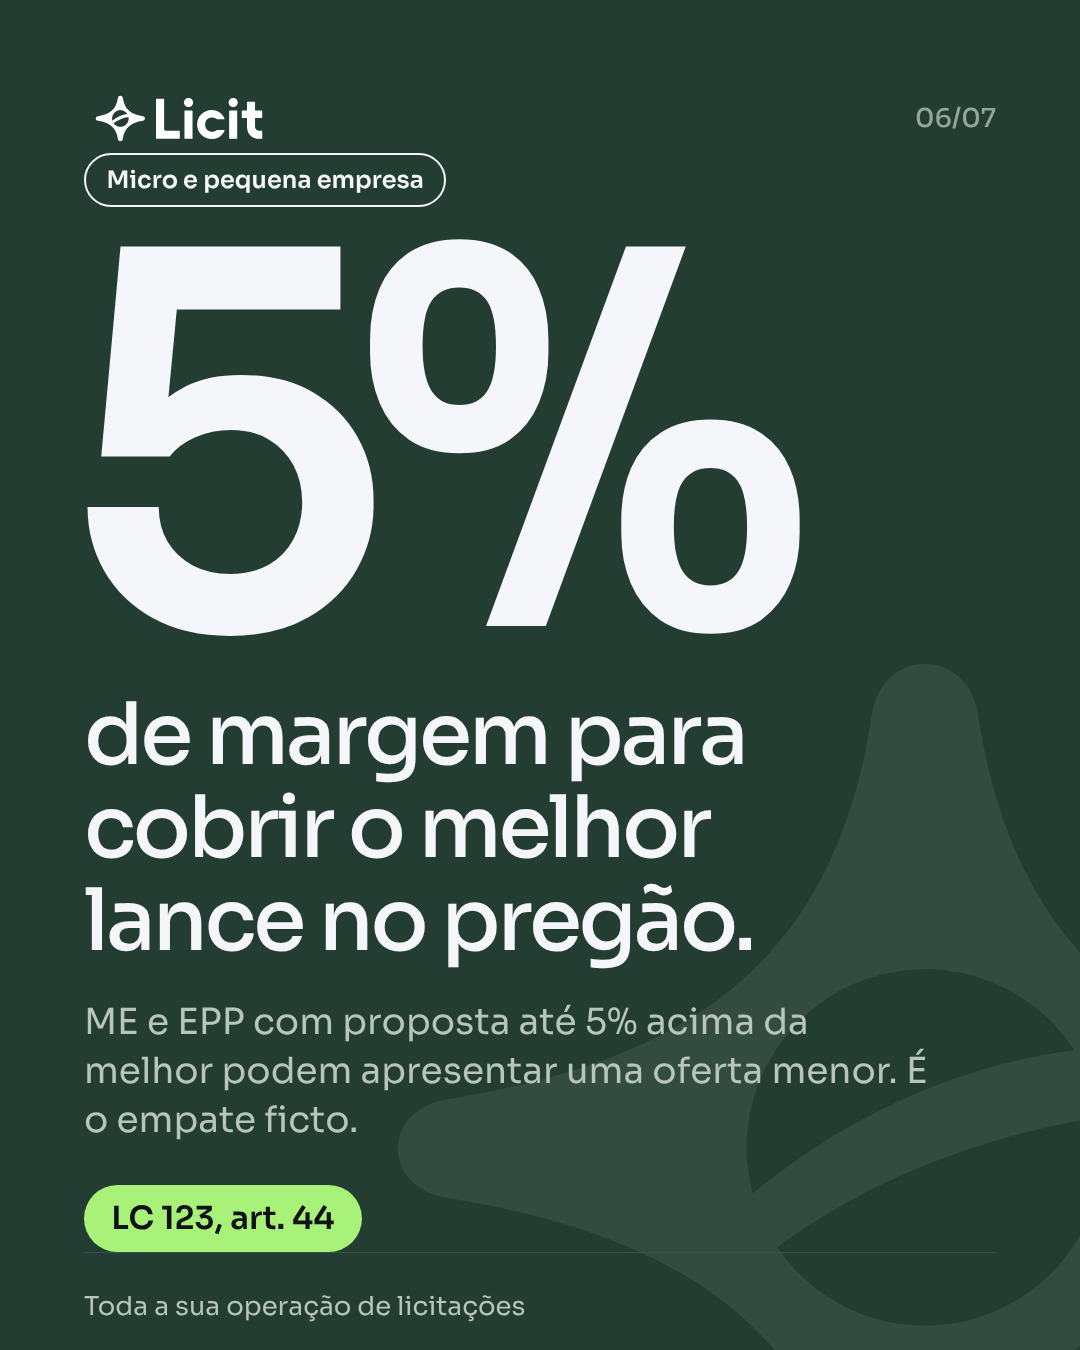 Licit
06/07
Micro e pequena empresa
5%
de margem para
cobrir o melhor
lance no pregão.
ME e EPP com proposta até 5% acima da
melhor podem apresentar uma oferta menor. É
o empate ficto.
LC 123, art. 44
Toda a sua operação de licitações